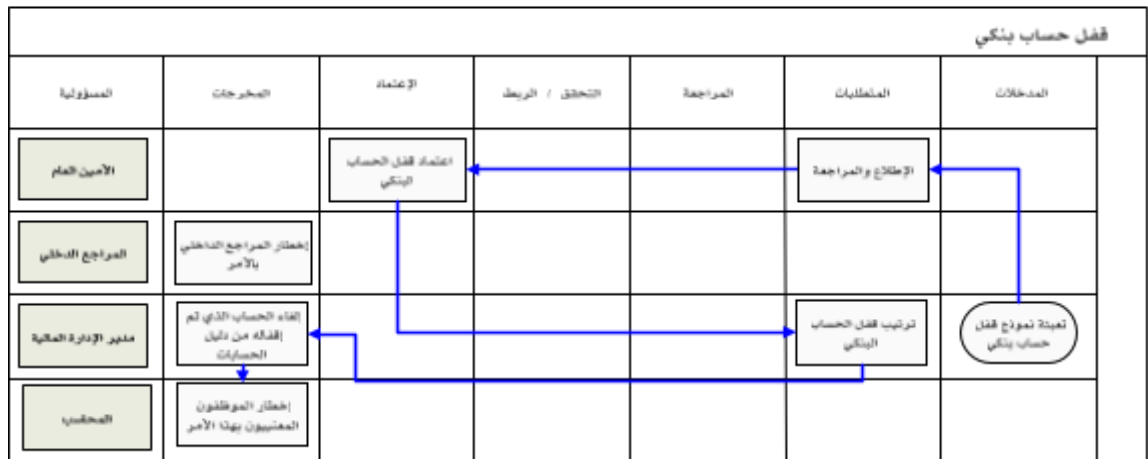 قفل حساب بنكي
المدخلات
المتطلبات
المراجعة
التحقق / الربط
الإعتماد
المخرجات
المسؤولية
الإطلاع والمراجعة
اعتماد قفل الحساب
البنكي
الأمين العام
إخطار المراجع الداخلي
بالأمر
المراجع الدخلي
تعبئة نموذج قفل
حساب بنكي
ترتيب قفل الحساب
البنكي
إلغاء الحساب الذي تم
إقفاله من دليل
الحسابات
مدير الإدارة المالية
إخطار الموظفون
المعنييون بهذا الأمر
المحاسب